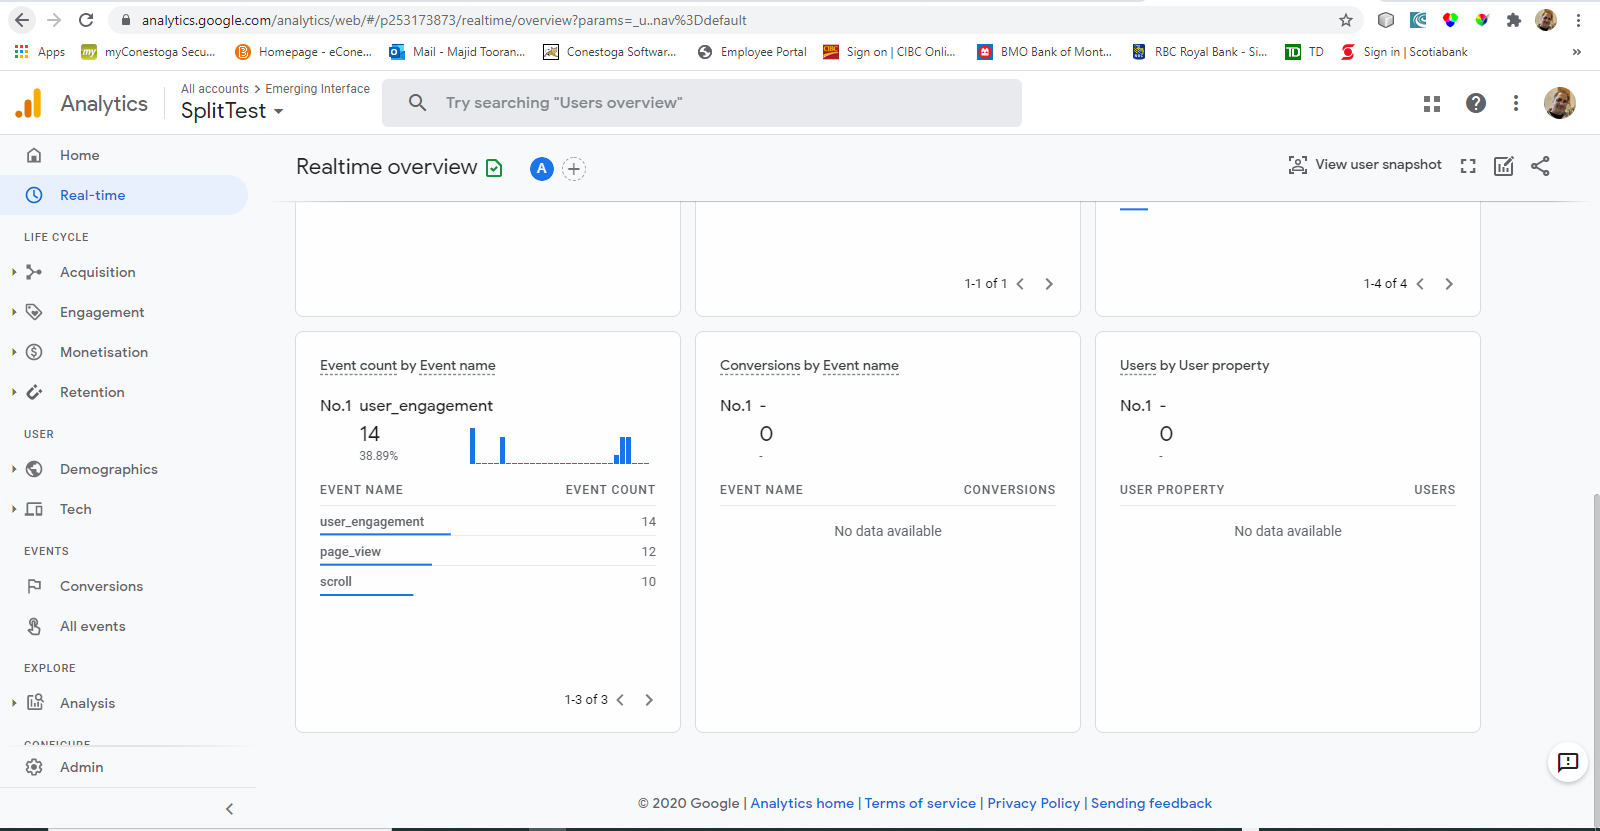 analytics.google.com/analytics/web/#/p253173873/realtime/overview?params=_u..nav%3Ddefault
Apps myConestoga Secu... Homepage - eCone... Mail - Majid Tooran... Conestoga Softwar... Employee Portal Sign on | CIBC Onli... BMO Bank of Mont... RBC Royal Bank - Si... TD Sign in | Scotiabank »
Analytics
All accounts > Emerging Interface
SplitTest
Try searching "Users overview"
Home
Real-time
LIFE CYCLE
Acquisition
Engagement
Monetisation
Retention
USER
Demographics
Tech
EVENTS
Conversions
All events
EXPLORE
Analysis
CONFIGURE
Admin
Realtime overview A
View user snapshot
1-1 of 1
1-4 of 4
Event count by Event name
No.1 user_engagement
14
38.89%
EVENT NAME EVENT COUNT
user_engagement 14
page_view 12
scroll 10
1-3 of 3
Conversions by Event name
No.1 -
0
-
EVENT NAME CONVERSIONS
No data available
Users by User property
No.1 -
0
-
USER PROPERTY USERS
No data available
© 2020 Google | Analytics home | Terms of service | Privacy Policy | Sending feedback